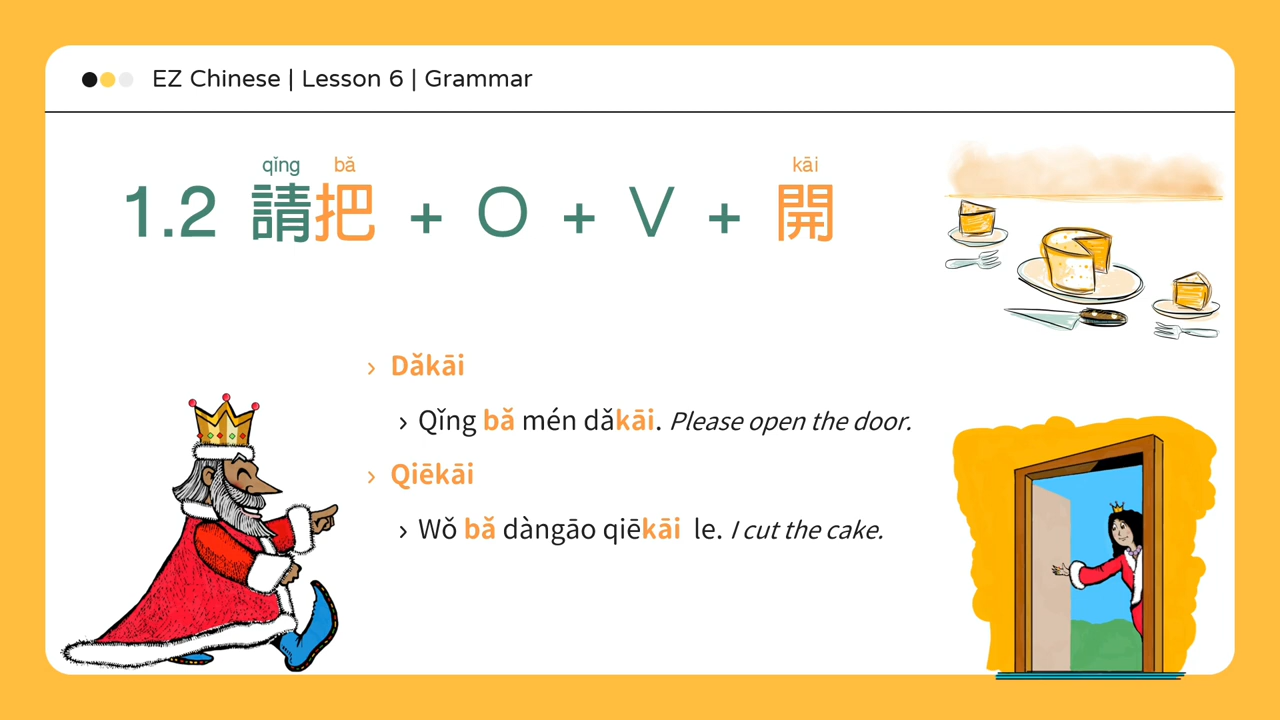 EZ Chinese | Lesson 6 | Grammar
qǐng bǎ kāi
1.2 請把 + O + V + 開
› Dǎkāi
› Qǐng bǎ mén dǎkāi. Please open the door.
› Qiēkāi
› Wǒ bǎ dàngāo qiēkāi le. I cut the cake.